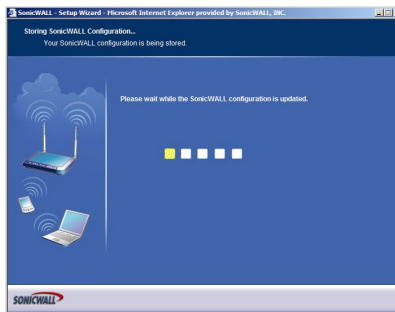 SonicWALL - Setup Wizard - Microsoft Internet Explorer provided by SonicWALL, INC.
Storing SonicWALL Configuration...
Your SonicWALL configuration is being stored.
Please wait while the SonicWALL configuration is updated.
SONICWALL